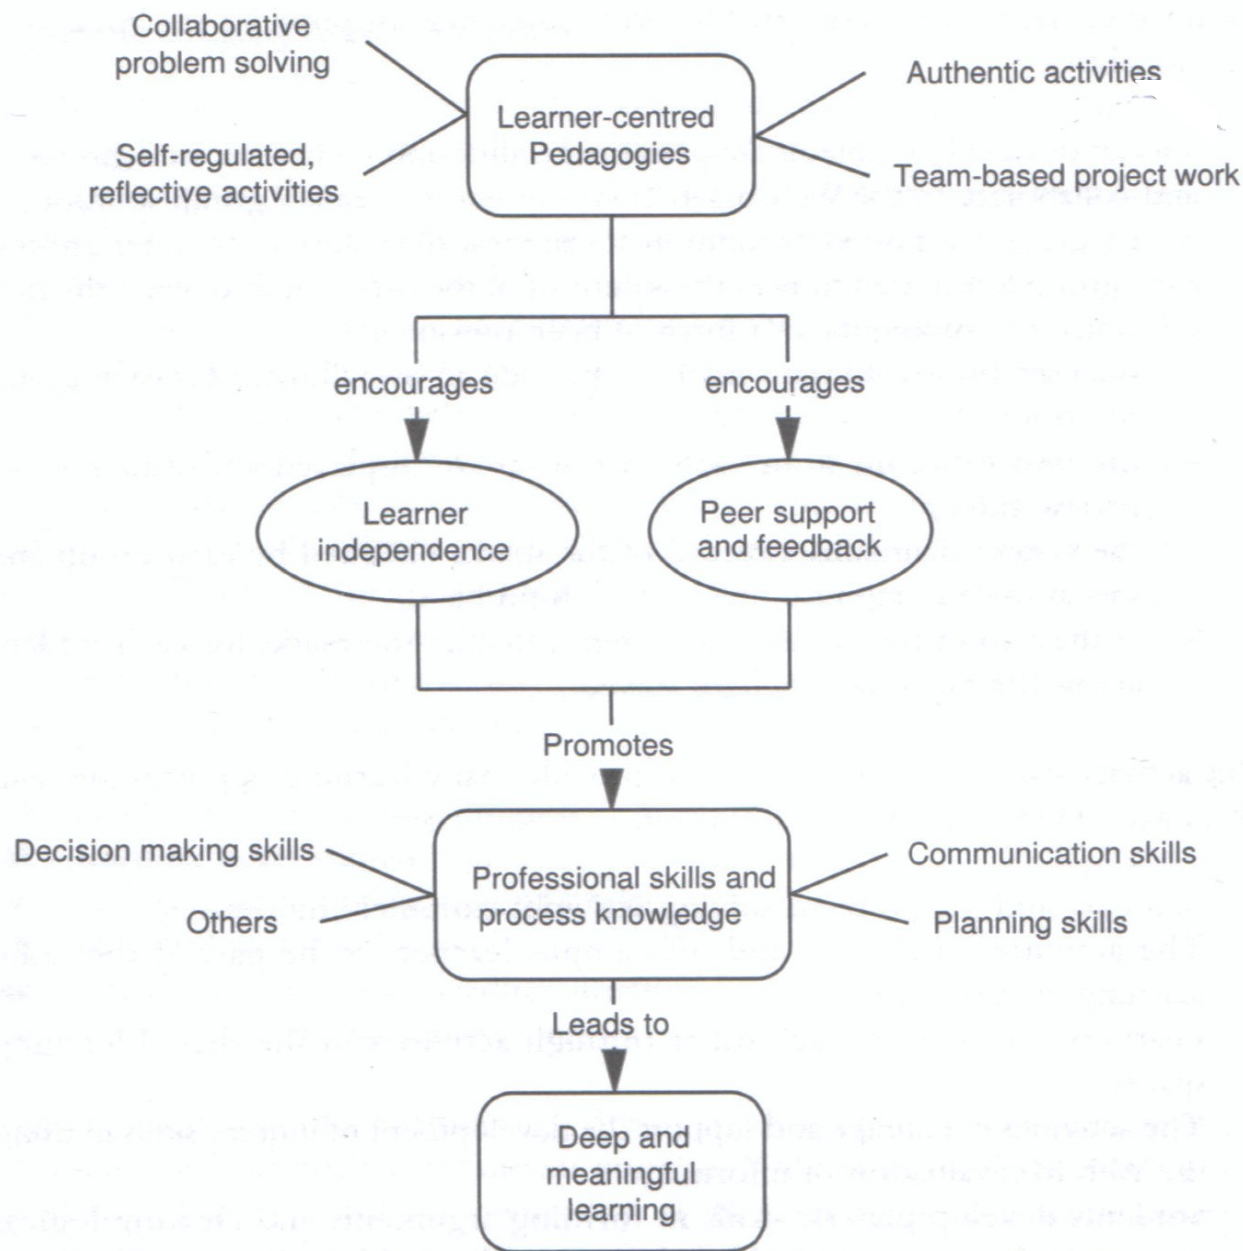 Collaborative
problem solving
Learner-centred
Pedagogies
Authentic activities
Self-regulated,
reflective activities
Team-based project work
encourages
encourages
Learner
independence
Peer support
and feedback
Promotes
Decision making skills
Others
Professional skills and
process knowledge
Communication skills
Planning skills
Leads to
Deep and
meaningful
learning